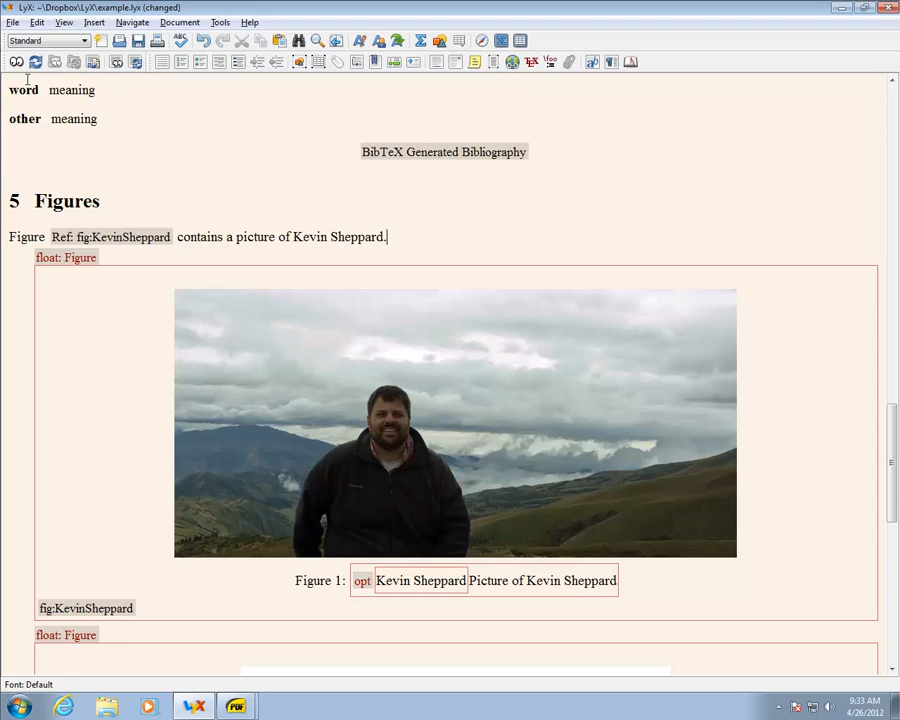 LyX: ~\Dropbox\LyX\example.lyx (changed)
File Edit View Insert Navigate Document Tools Help
Standard
word meaning
other meaning
BibTeX Generated Bibliography
5 Figures
Figure Ref: fig:KevinSheppard contains a picture of Kevin Sheppard.
float: Figure
Figure 1: opt Kevin Sheppard Picture of Kevin Sheppard
fig:KevinSheppard
float: Figure
Font: Default
9:33 AM
4/26/2012